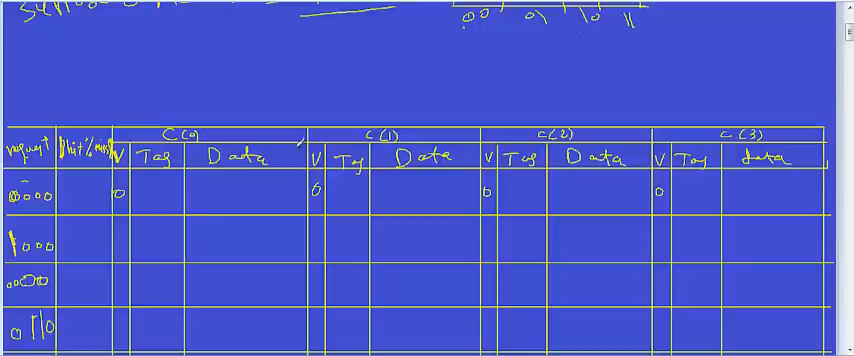 00 01 10 11
C(0) C(1) C(2) C(3)
request hit/miss V Tag Data V Tag Data V Tag Data V Tag data
0000 0 0 0 0
1000
0000
0110